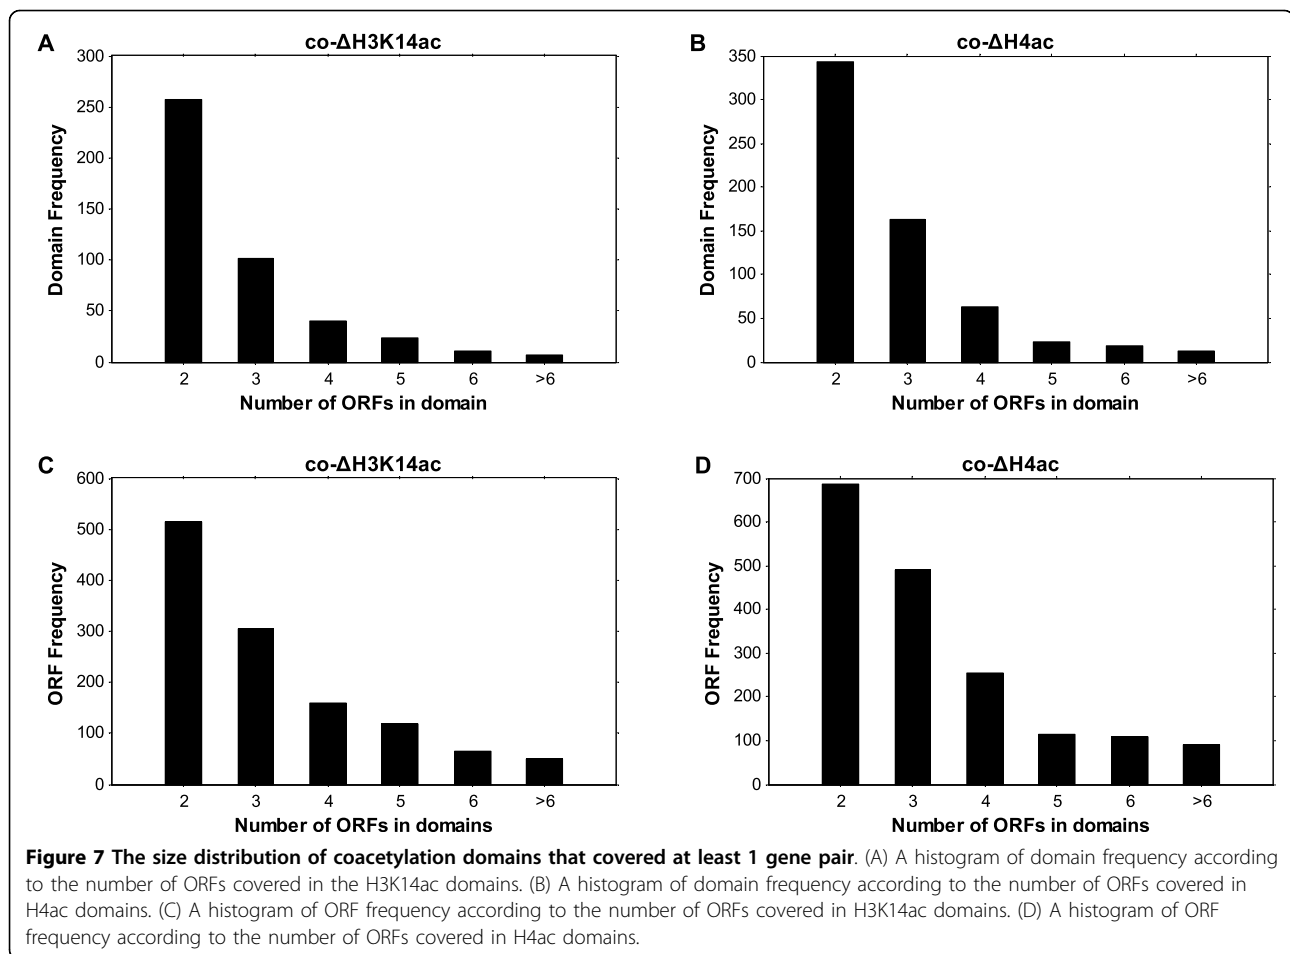 A
co-ΔH3K14ac
300
250
200
150
100
50
0
Domain Frequency
2 3 4 5 6 >6
Number of ORFs in domain
B
co-ΔH4ac
350
300
250
200
150
100
50
0
Domain Frequency
2 3 4 5 6 >6
Number of ORFs in domain
C
co-ΔH3K14ac
600
500
400
300
200
100
0
ORF Frequency
2 3 4 5 6 >6
Number of ORFs in domains
D
co-ΔH4ac
700
600
500
400
300
200
100
0
ORF Frequency
2 3 4 5 6 >6
Number of ORFs in domains
Figure 7 The size distribution of coacetylation domains that covered at least 1 gene pair. (A) A histogram of domain frequency according
to the number of ORFs covered in the H3K14ac domains. (B) A histogram of domain frequency according to the number of ORFs covered in
H4ac domains. (C) A histogram of ORF frequency according to the number of ORFs covered in H3K14ac domains. (D) A histogram of ORF
frequency according to the number of ORFs covered in H4ac domains.